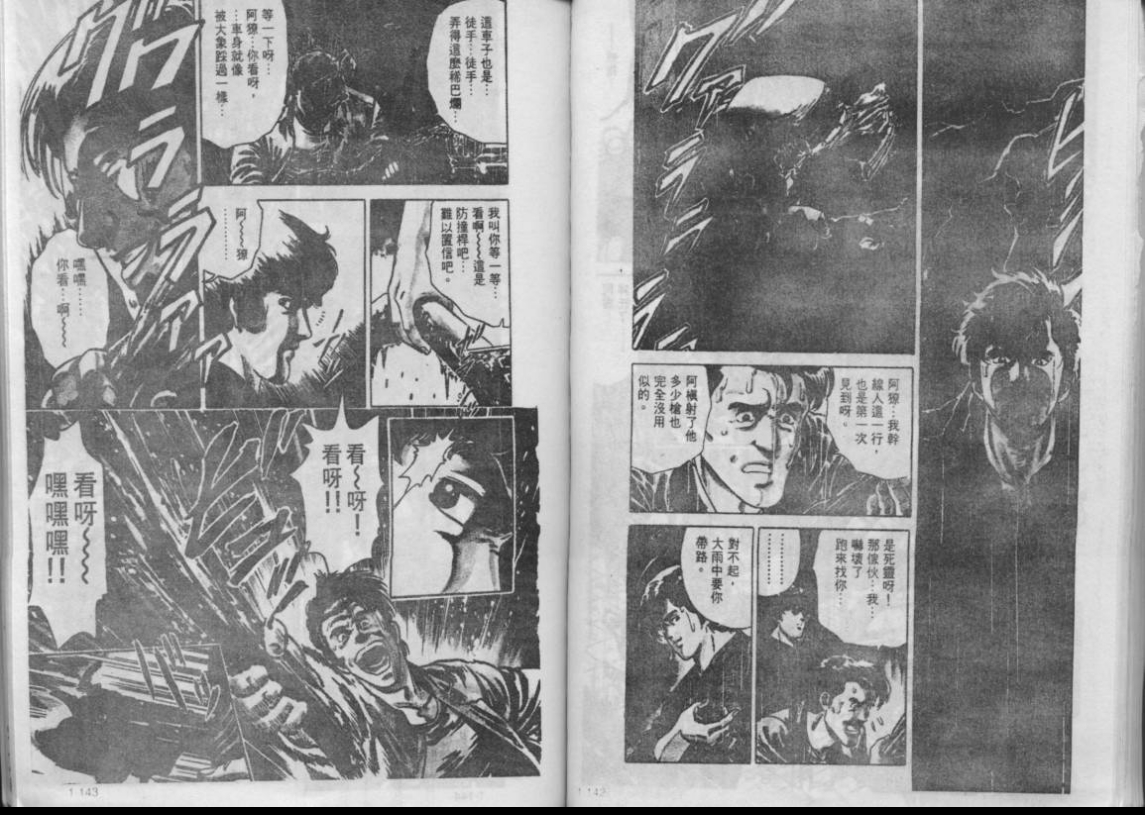 阿獠…我幹
線人這一行，
也是第一次
見到呀。
阿槇射了他
多少槍也
完全沒用
似的。
是死靈呀！
那傢伙…我…
嚇壞了
跑來找你…
…………
對不起，
大雨中要你
帶路。
1 142
這車子也是…
徒手…徒手…
弄得這麼稀巴爛…
等一下呀…
阿獠…你看呀，
…車身就像
被大象踩過一樣…
嘿嘿………
你看…啊～～～
我叫你等一等…
看啊～～～這是
防撞桿吧…
難以置信吧。
阿～～獠
…………
看～呀！
看呀!!
看呀～～～
嘿嘿嘿!!
1 143